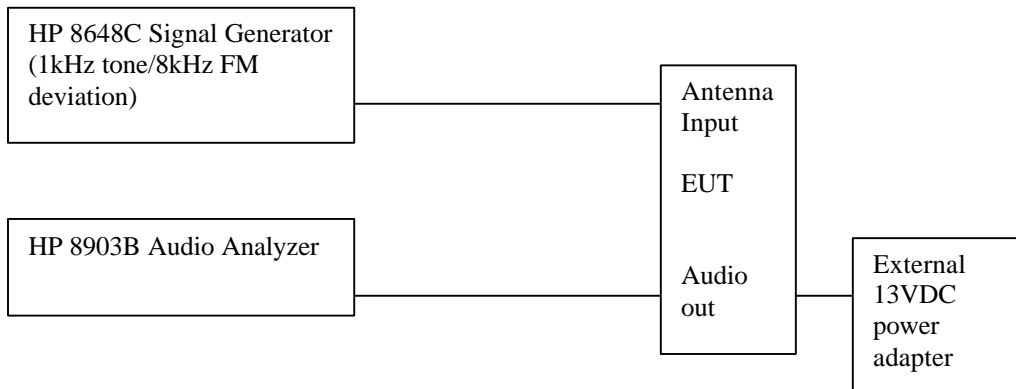 HP 8648C Signal Generator
(1kHz tone/8kHz FM
deviation)
Antenna
Input
EUT
HP 8903B Audio Analyzer
Audio
out
External
13VDC
power
adapter